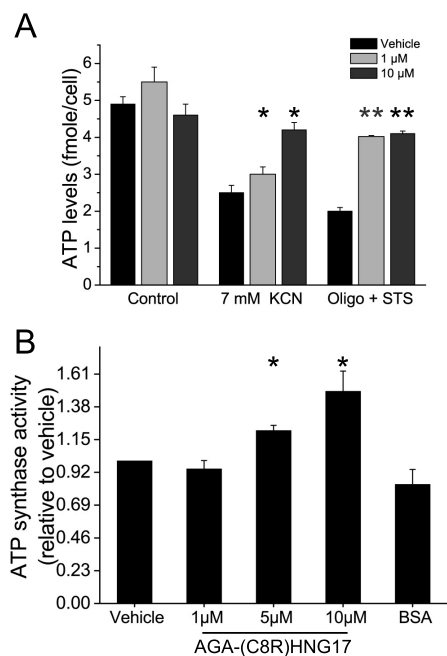 A
Vehicle
1 µM
10 µM
ATP levels (fmole/cell)
6
5
4
3
2
1
0
* * ** **
Control 7 mM KCN Oligo + STS
B
ATP synthase activity
(relative to vehicle)
1.61
1.38
1.15
0.92
0.69
0.46
0.23
0.00
* *
Vehicle 1µM 5µM 10µM BSA
AGA-(C8R)HNG17